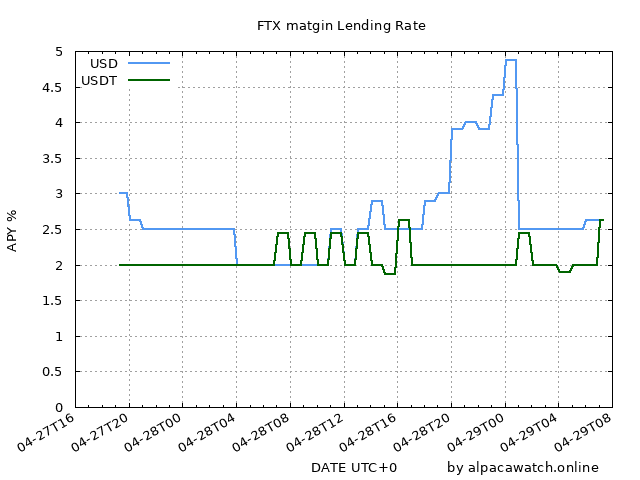 FTX matgin Lending Rate
USD
USDT
5
4.5
4
3.5
3
2.5
2
1.5
1
0.5
0
APY %
04-27T16
04-27T20
04-28T00
04-28T04
04-28T08
04-28T12
04-28T16
04-28T20
04-29T00
04-29T04
04-29T08
DATE UTC+0
by alpacawatch.online